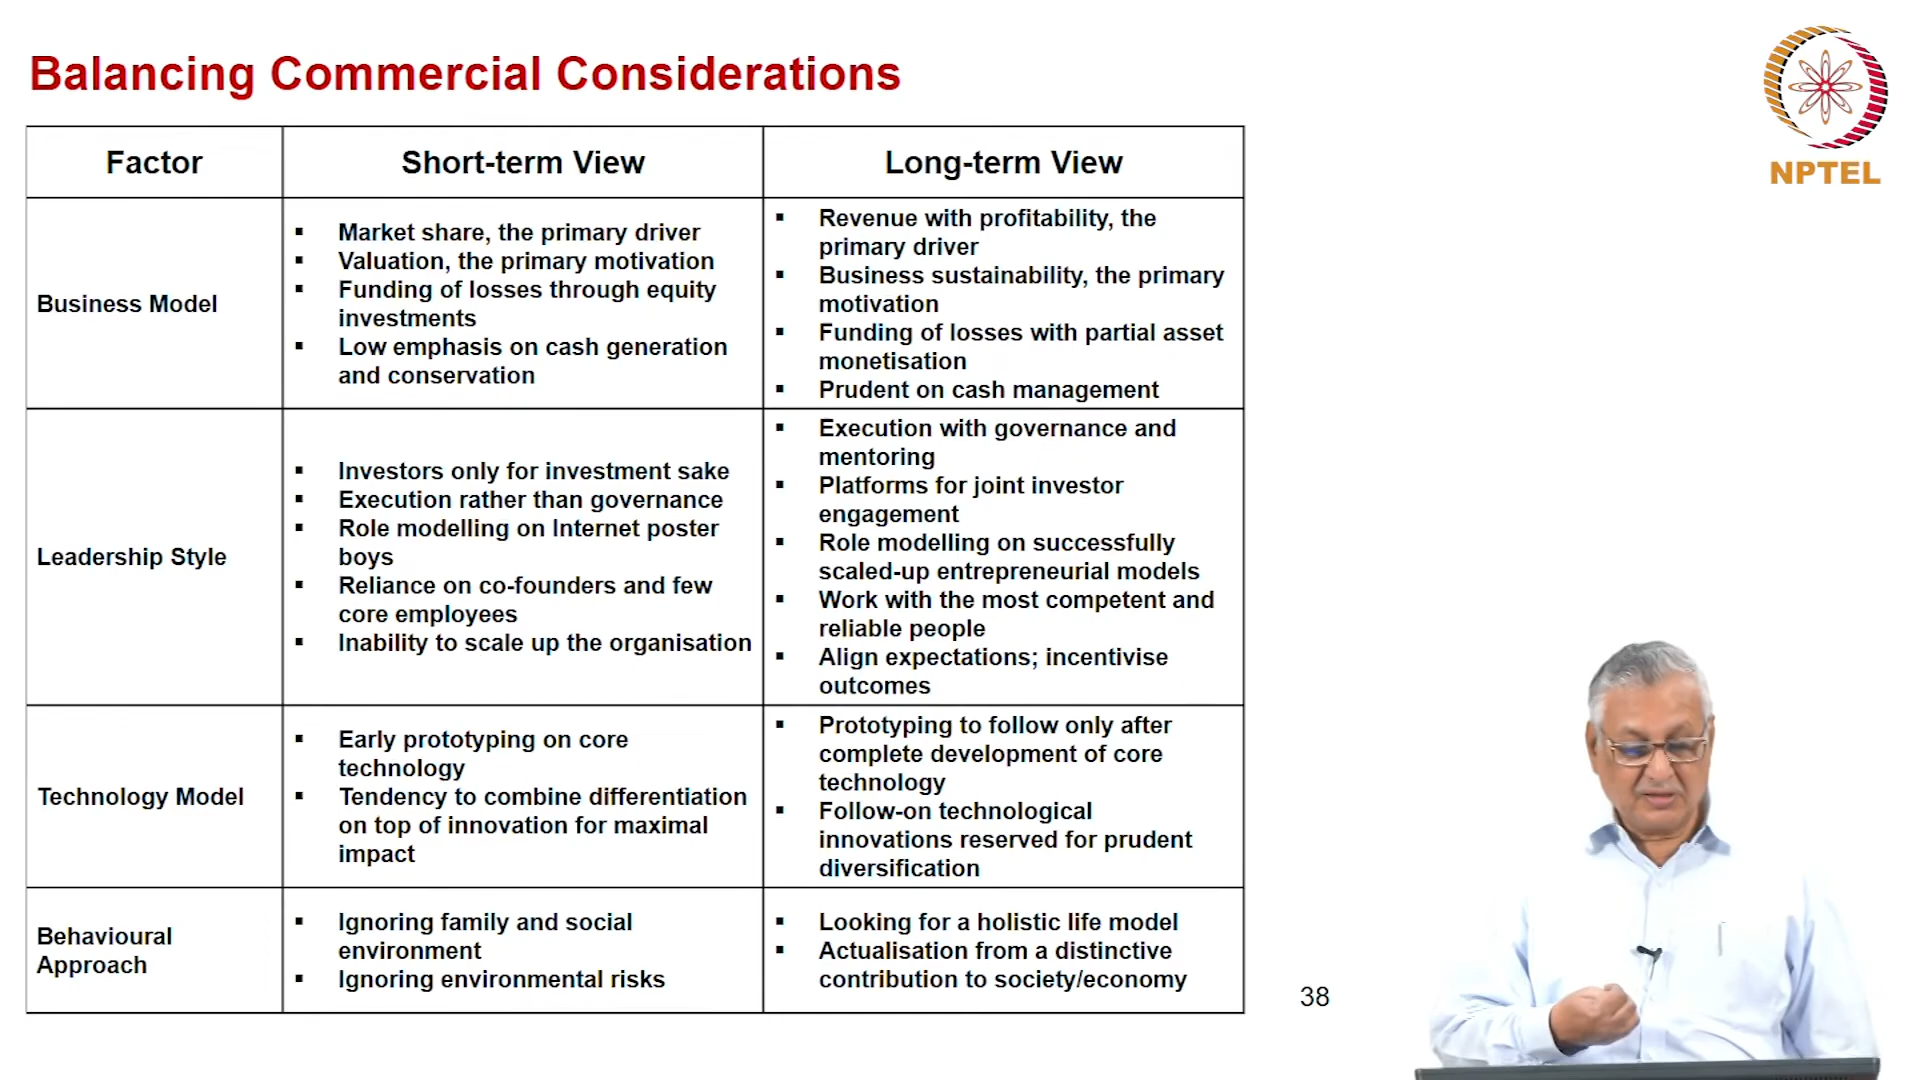 Balancing Commercial Considerations
NPTEL
Factor
Short-term View
Long-term View
Business Model
▪ Market share, the primary driver
▪ Valuation, the primary motivation
▪ Funding of losses through equity
investments
▪ Low emphasis on cash generation
and conservation
▪ Revenue with profitability, the
primary driver
▪ Business sustainability, the primary
motivation
▪ Funding of losses with partial asset
monetisation
▪ Prudent on cash management
Leadership Style
▪ Investors only for investment sake
▪ Execution rather than governance
▪ Role modelling on Internet poster
boys
▪ Reliance on co-founders and few
core employees
▪ Inability to scale up the organisation
▪ Execution with governance and
mentoring
▪ Platforms for joint investor
engagement
▪ Role modelling on successfully
scaled-up entrepreneurial models
▪ Work with the most competent and
reliable people
▪ Align expectations; incentivise
outcomes
Technology Model
▪ Early prototyping on core
technology
▪ Tendency to combine differentiation
on top of innovation for maximal
impact
▪ Prototyping to follow only after
complete development of core
technology
▪ Follow-on technological
innovations reserved for prudent
diversification
Behavioural
Approach
▪ Ignoring family and social
environment
▪ Ignoring environmental risks
▪ Looking for a holistic life model
▪ Actualisation from a distinctive
contribution to society/economy
38